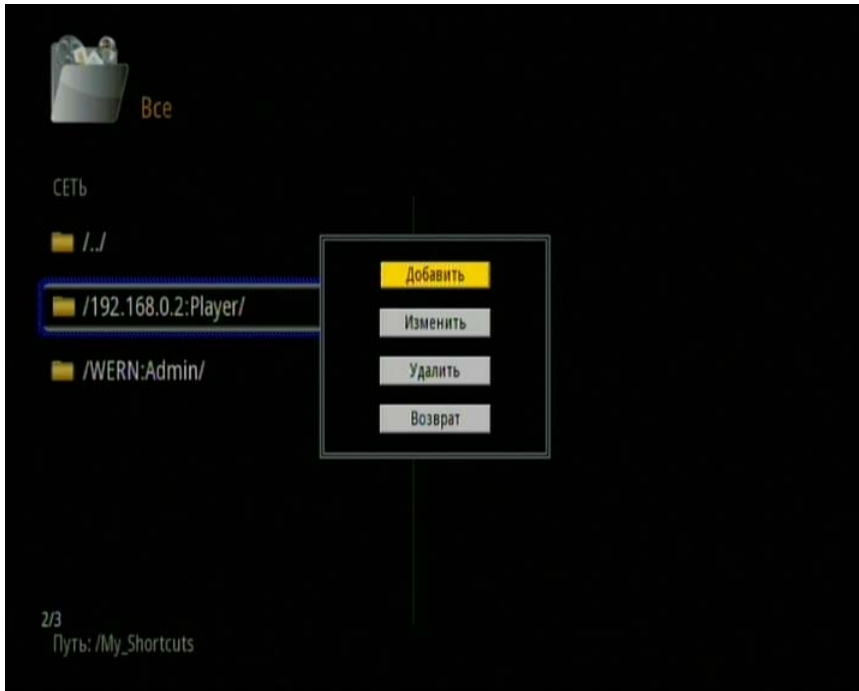 Все
СЕТЬ
/../
/192.168.0.2:Player/
/WERN:Admin/
Добавить
Изменить
Удалить
Возврат
2/3
Путь: /My_Shortcuts